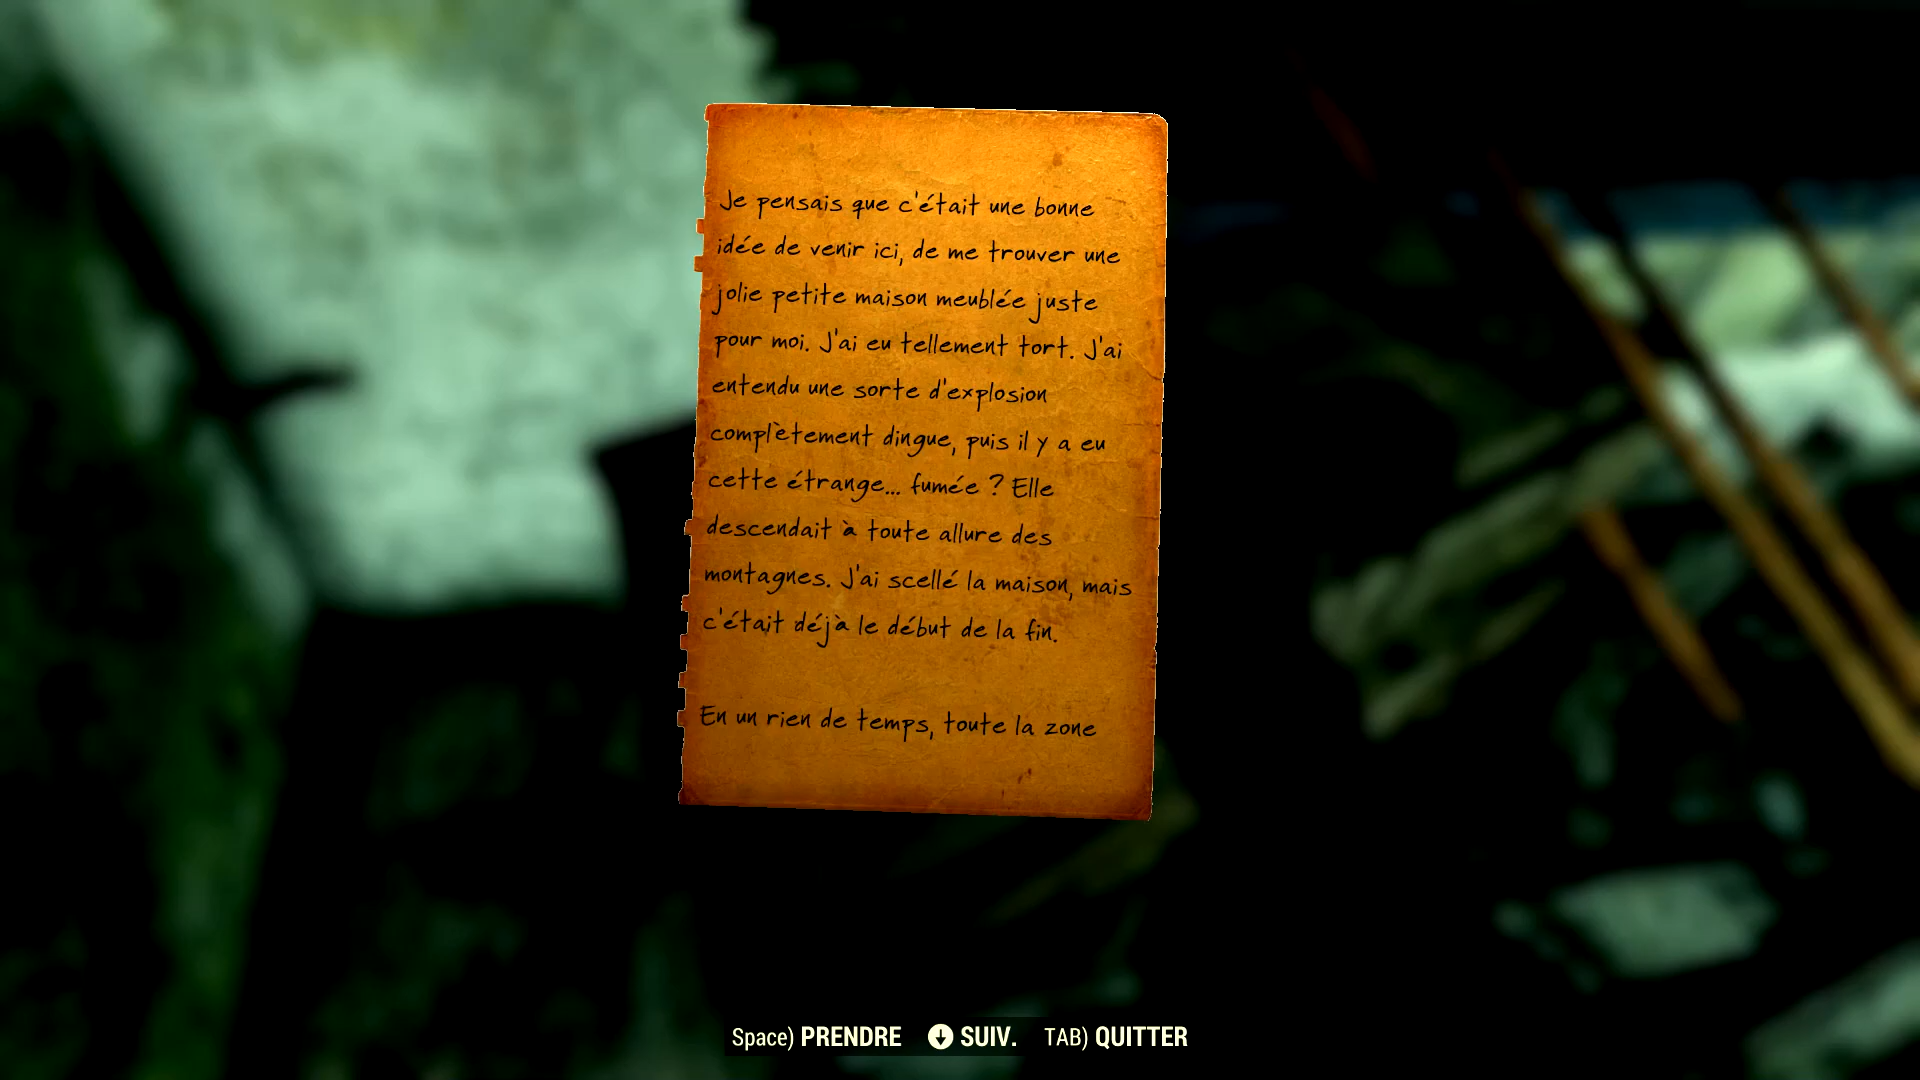 Je pensais que c'était une bonne
idée de venir ici, de me trouver une
jolie petite maison meublée juste
pour moi. J'ai eu tellement tort. J'ai
entendu une sorte d'explosion
complètement dingue, puis il y a eu
cette étrange... fumée ? Elle
descendait à toute allure des
montagnes. J'ai scellé la maison, mais
c'était déjà le début de la fin.
En un rien de temps, toute la zone
Space) PRENDRE SUIV. TAB) QUITTER